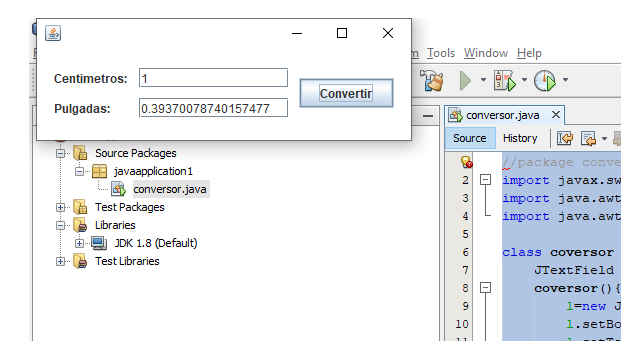 Centimetros: 1
Convertir
Pulgadas: 0.39370078740157477
Tools Window Help
conversor.java
Source History
Source Packages
javaapplication1
conversor.java
Test Packages
Libraries
JDK 1.8 (Default)
Test Libraries
//package conve
2 import javax.sw
3 import java.awt
4 import java.awt
5
6 class coversor
7 JTextField
8 coversor(){
9 l=new J
10 l.setBo
11